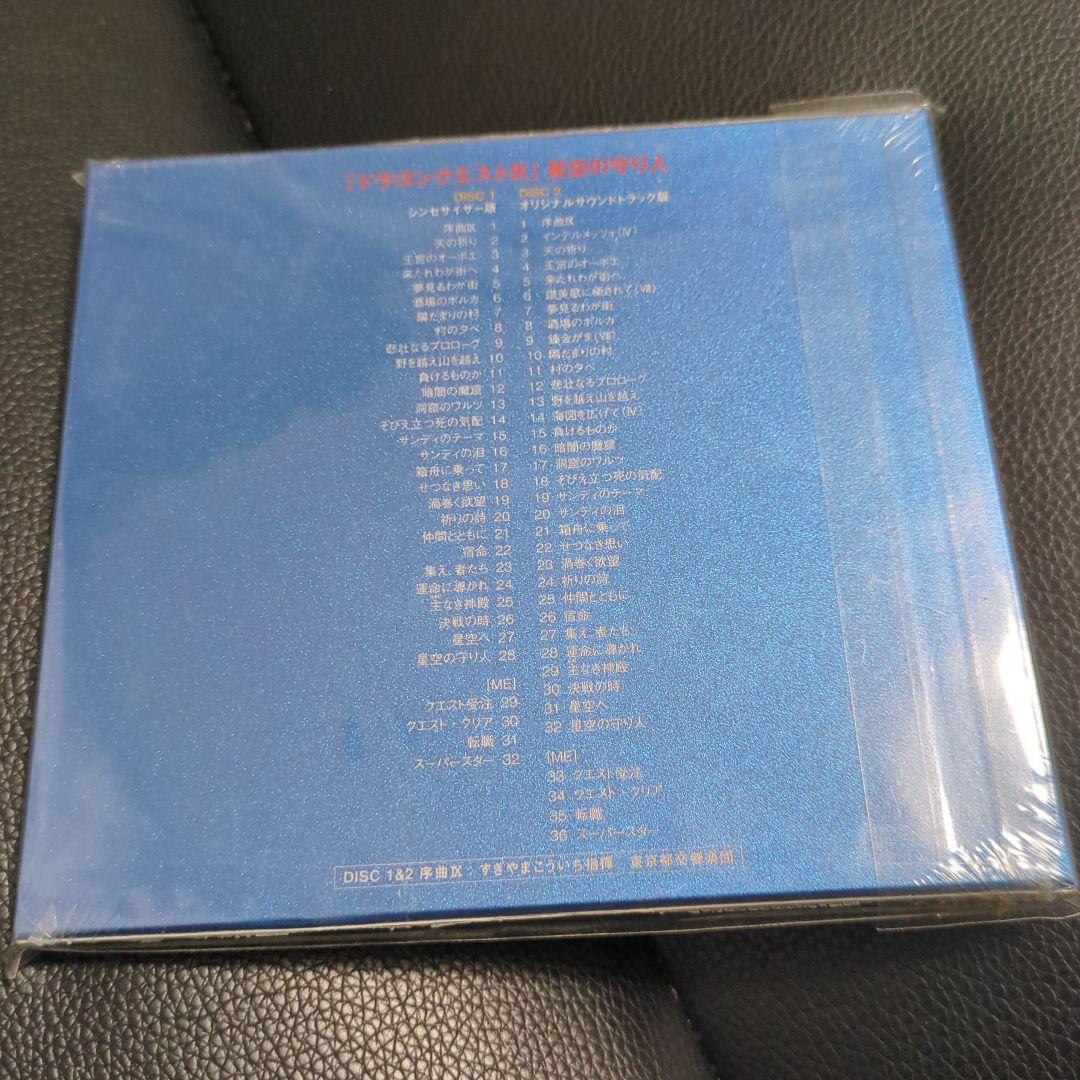 「ドラゴンクエストIX」星空の守り人
DISC 1
シンセサイザー版
序曲IX 1
天の祈り 2
王宮のオーボエ 3
来たれわが街へ 4
夢見るわが街 5
酒場のポルカ 6
陽だまりの村 7
村の夕べ 8
悲壮なるプロローグ 9
野を越え山を越え 10
負けるものか 11
暗闇の魔窟 12
洞窟のワルツ 13
そびえ立つ死の気配 14
サンディのテーマ 15
サンディの泪 16
箱舟に乗って 17
せつなき思い 18
渦巻く欲望 19
祈りの詩 20
仲間とともに 21
宿命 22
集え、者たち 23
運命に導かれ 24
主なき神殿 25
決戦の時 26
星空へ 27
星空の守り人 28
[ME]
クエスト受注 29
クエスト・クリア 30
転職 31
スーパースター 32
DISC 2
オリジナルサウンドトラック版
1 序曲IX
2 インテルメッツォ(IV)
3 天の祈り
4 王宮のオーボエ
5 来たれわが街へ
6 讃美歌に癒されて(VIII)
7 夢見るわが街
8 酒場のポルカ
9 錬金がま(VIII)
10 陽だまりの村
11 村の夕べ
12 悲壮なるプロローグ
13 野を越え山を越え
14 海図を広げて(IV)
15 負けるものか
16 暗闇の魔窟
17 洞窟のワルツ
18 そびえ立つ死の気配
19 サンディのテーマ
20 サンディの泪
21 箱舟に乗って
22 せつなき思い
23 渦巻く欲望
24 祈りの詩
25 仲間とともに
26 宿命
27 集え、者たち
28 運命に導かれ
29 主なき神殿
30 決戦の時
31 星空へ
32 星空の守り人
[ME]
33 クエスト受注
34 クエスト・クリア
35 転職
36 スーパースター
DISC 1&2 序曲IX:すぎやまこういち指揮 東京都交響楽団